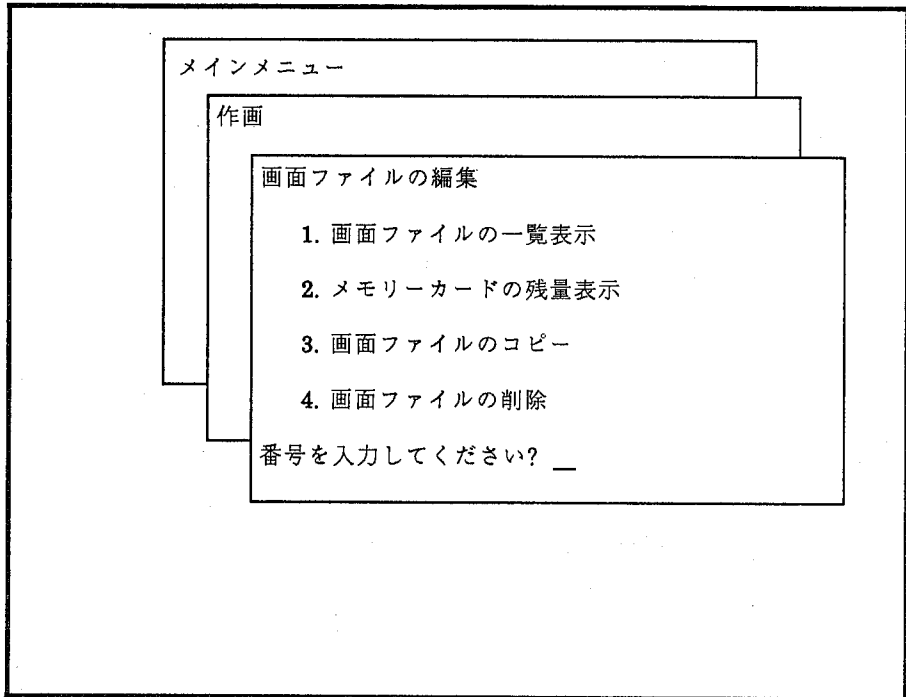 メインメニュー
作画
画面ファイルの編集
1. 画面ファイルの一覧表示
2. メモリーカードの残量表示
3. 画面ファイルのコピー
4. 画面ファイルの削除
番号を入力してください? _